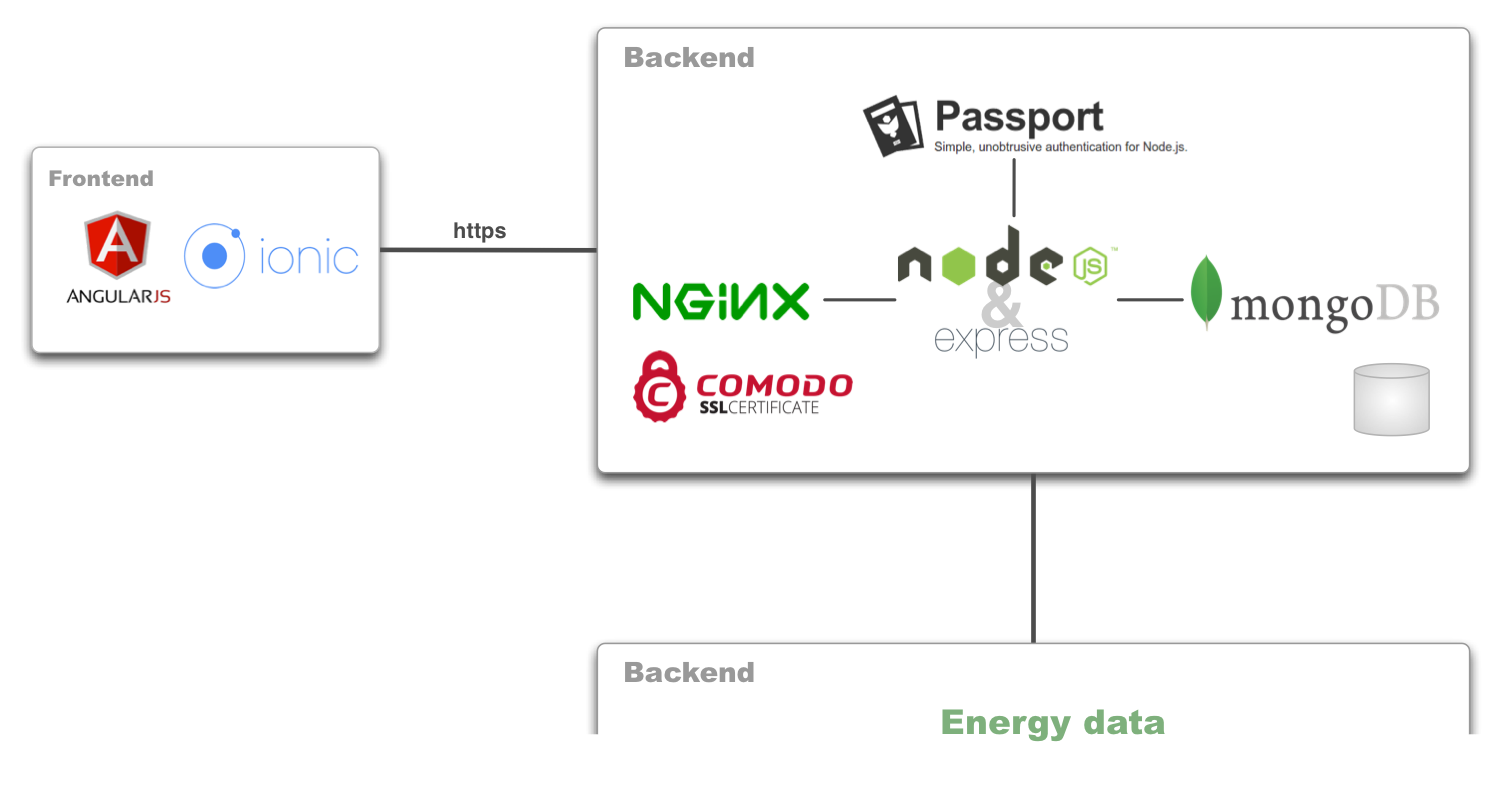 Backend
Passport
Simple, unobtrusive authentication for Node.js.
Frontend
A
ANGULARJS
ionic
https
node JS ™
NGiNX
&
express
mongoDB
C
COMODO
SSLCERTIFICATE
Backend
Energy data